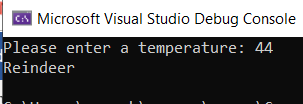 Microsoft Visual Studio Debug Console
Please enter a temperature: 44
Reindeer